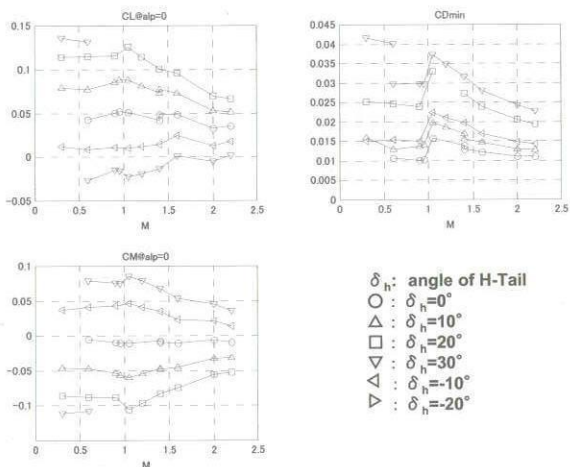 CL@alp=0
0.15
0.1
0.05
0
-0.05
0 0.5 1 1.5 2 2.5
M
CDmin
0.045
0.04
0.035
0.03
0.025
0.02
0.015
0.01
0.005
0
0 0.5 1 1.5 2 2.5
M
CM@alp=0
0.1
0.05
0
-0.05
-0.1
0 0.5 1 1.5 2 2.5
M
δh: angle of H-Tail
○ : δh=0°
△ : δh=10°
□ : δh=20°
▽ : δh=30°
◁ : δh=-10°
▷ : δh=-20°